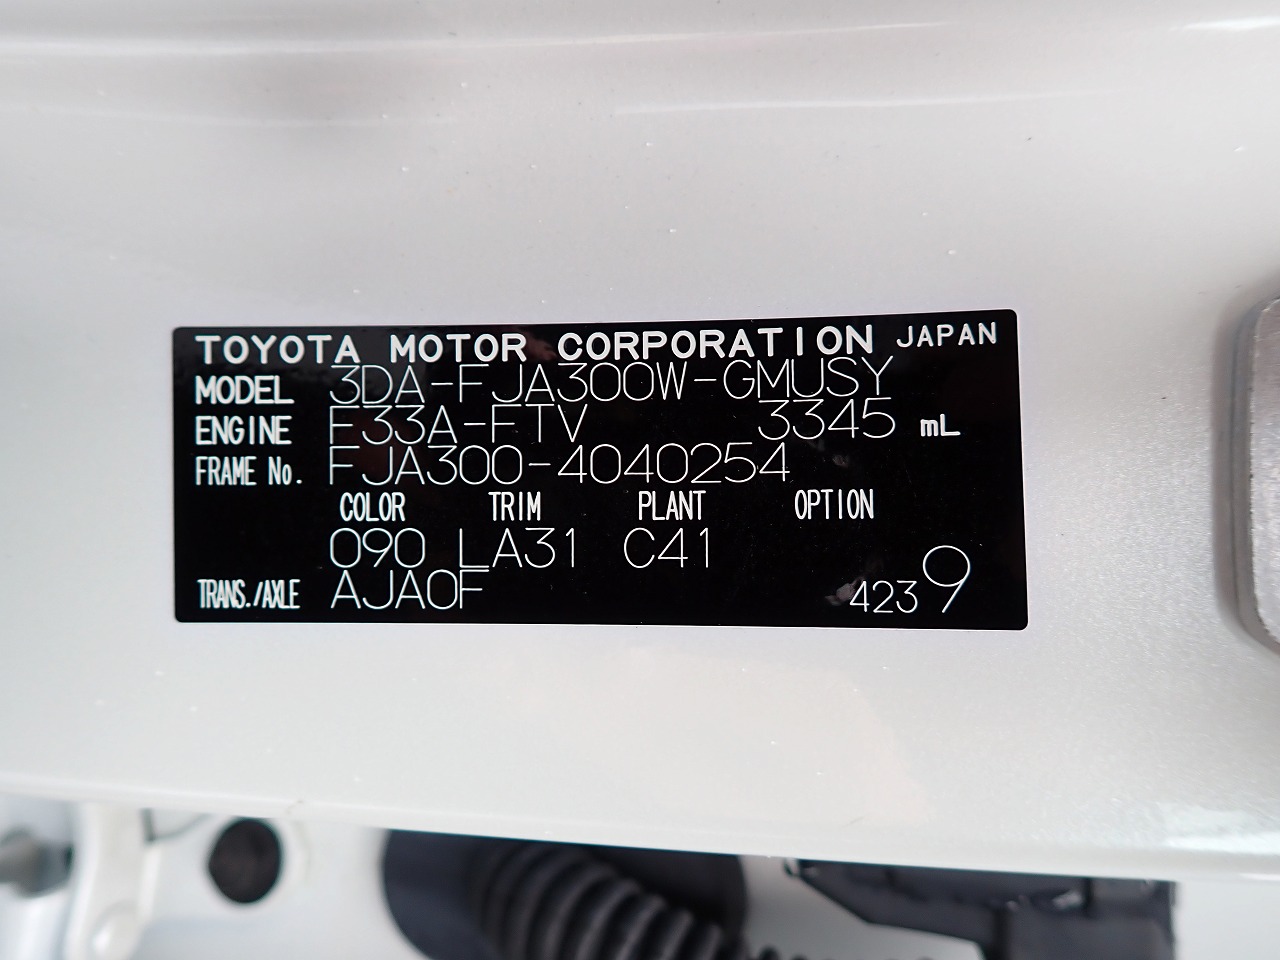 TOYOTA MOTOR CORPORATION JAPAN
MODEL 3DA-FJA300W-GMUSY
ENGINE F33A-FTV 3345 mL
FRAME No. FJA300-4040254
COLOR TRIM PLANT OPTION
090 LA31 C41
TRANS./AXLE AJA0F 4239